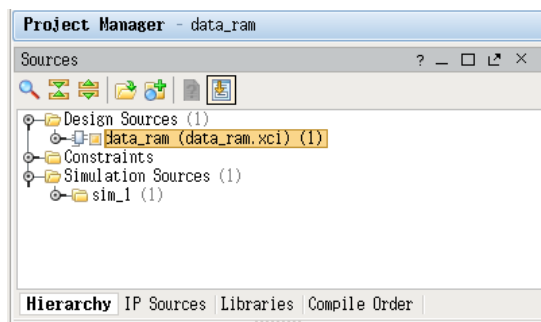 Project Manager - data_ram
Sources ? _ □ ×
Design Sources (1)
data_ram (data_ram.xci) (1)
Constraints
Simulation Sources (1)
sim_1 (1)
Hierarchy IP Sources Libraries Compile Order